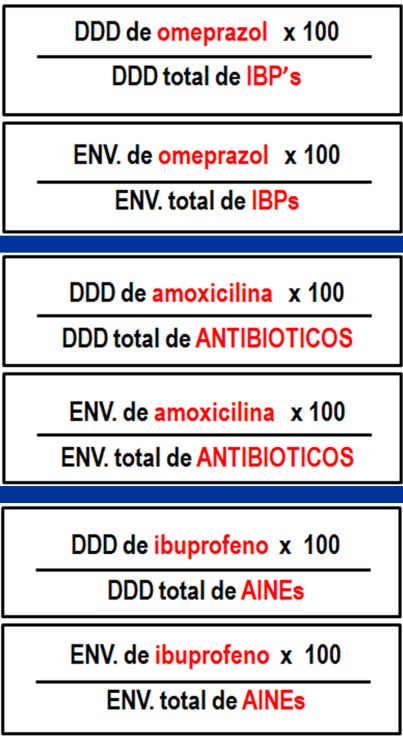 DDD de omeprazol x 100
DDD total de IBP's
ENV. de omeprazol x 100
ENV. total de IBPs
DDD de amoxicilina x 100
DDD total de ANTIBIOTICOS
ENV. de amoxicilina x 100
ENV. total de ANTIBIOTICOS
DDD de ibuprofeno x 100
DDD total de AINEs
ENV. de ibuprofeno x 100
ENV. total de AINEs